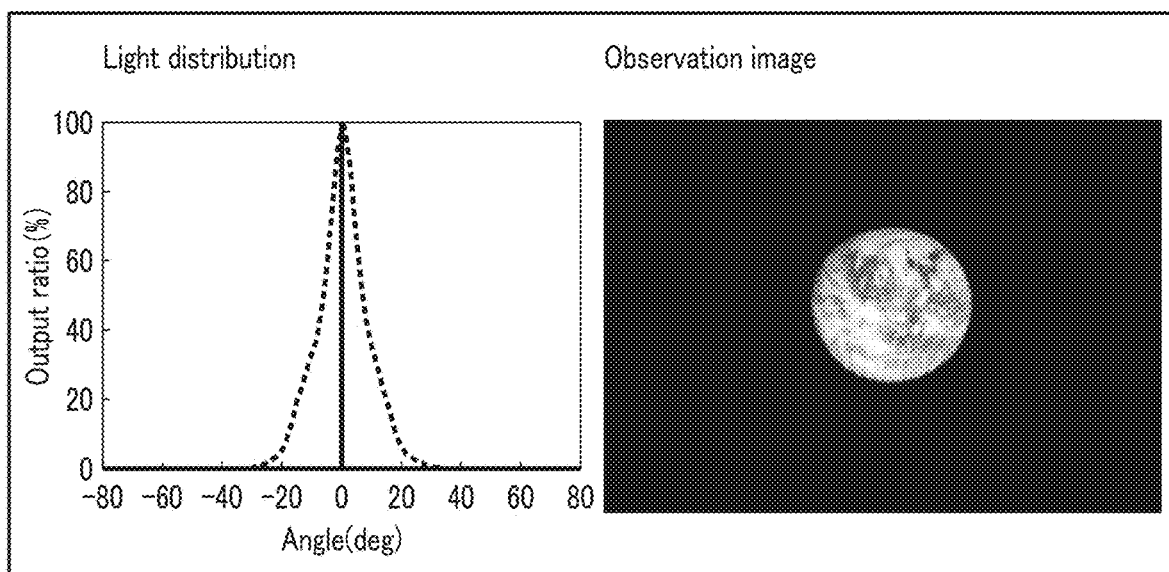 Light distribution
Observation image
Output ratio(%)
100
80
60
40
20
0
-80 -60 -40 -20 0 20 40 60 80
Angle(deg)